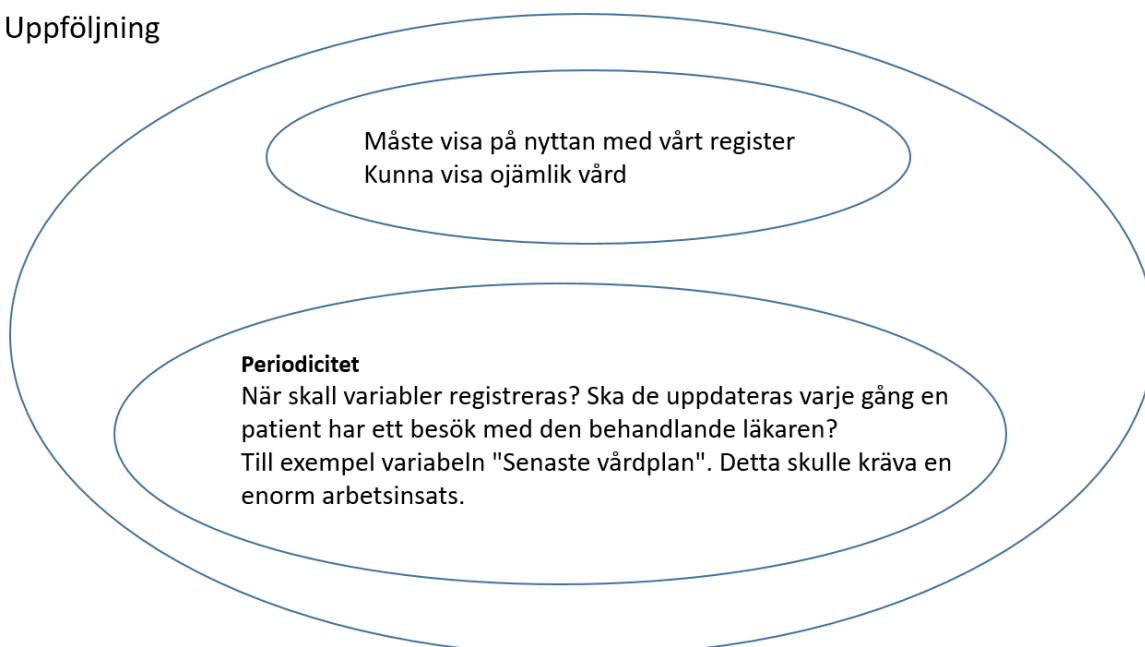 Uppföljning
Måste visa på nyttan med vårt register
Kunna visa ojämlik vård
Periodicitet
När skall variabler registreras? Ska de uppdateras varje gång en
patient har ett besök med den behandlande läkaren?
Till exempel variabeln "Senaste vårdplan". Detta skulle kräva en
enorm arbetsinsats.